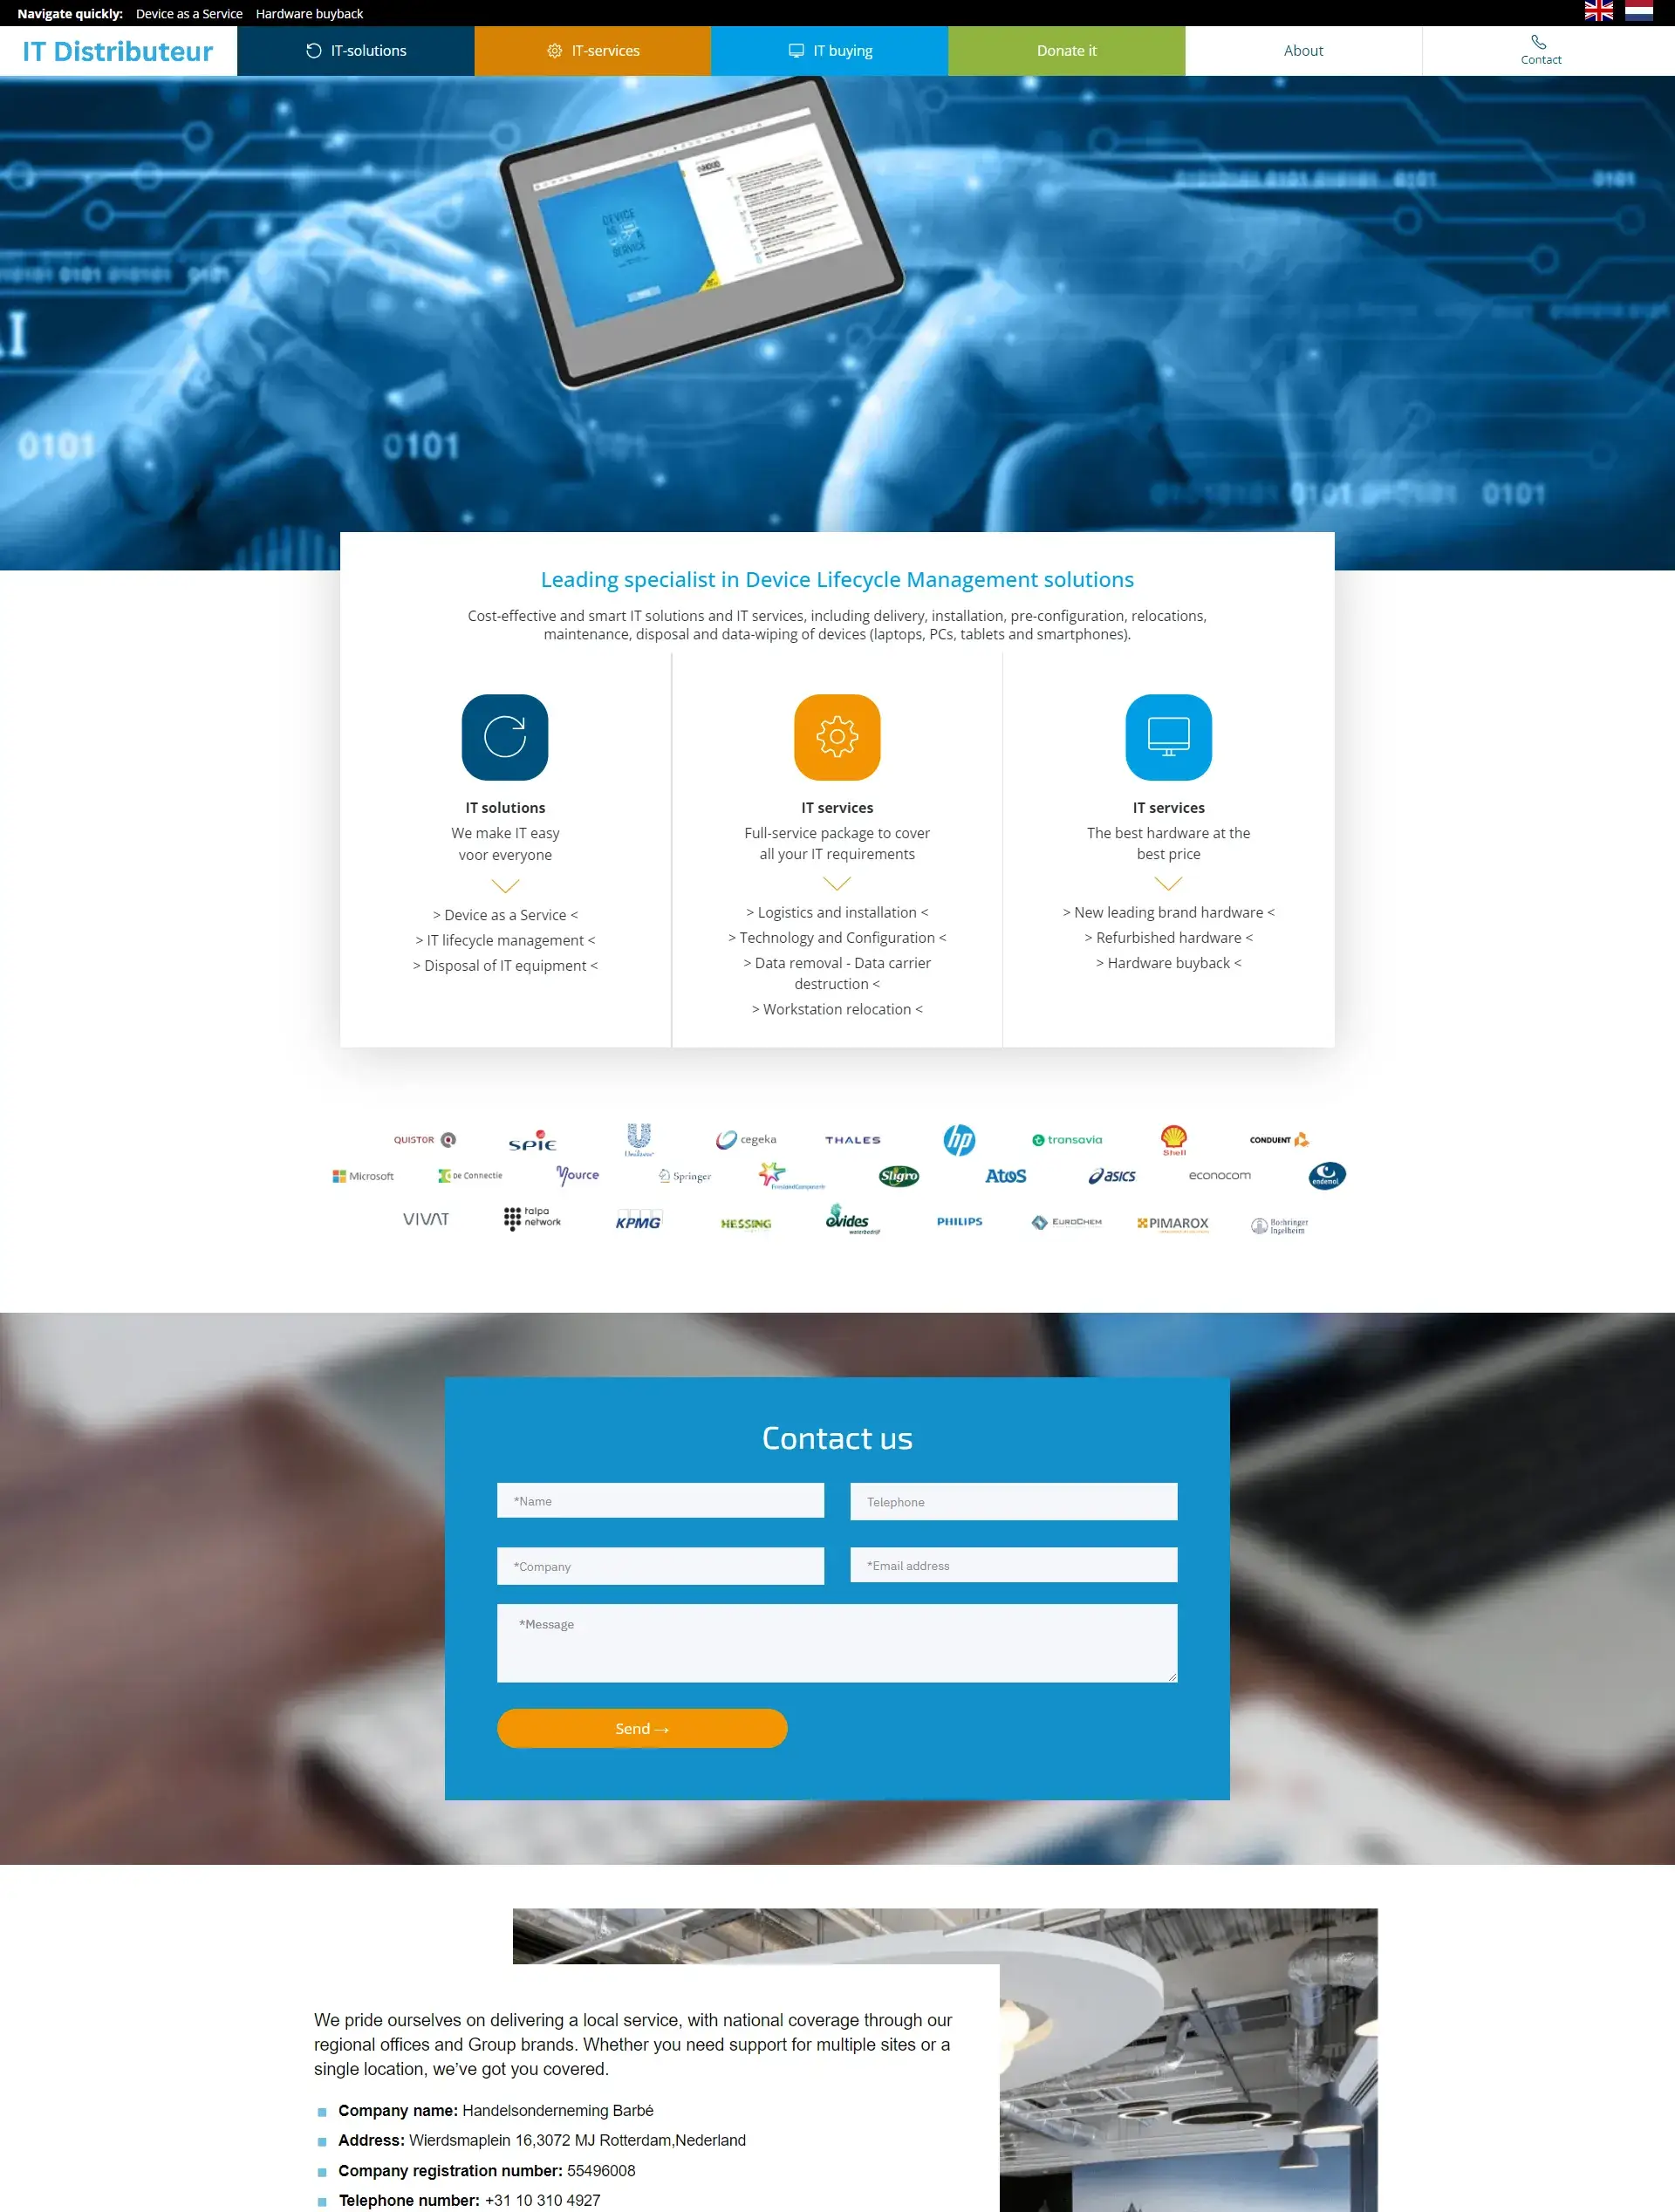 Navigate quickly: Device as a Service Hardware buyback
IT Distributeur
IT-solutions
IT-services
IT buying
Donate it
About
Contact
INHOUD
DEVICE
AS A
SERVICE
AI
0101
0101
0101 0101
Leading specialist in Device Lifecycle Management solutions
Cost-effective and smart IT solutions and IT services, including delivery, installation, pre-configuration, relocations,
maintenance, disposal and data-wiping of devices (laptops, PCs, tablets and smartphones).
IT solutions
We make IT easy
voor everyone
> Device as a Service <
> IT lifecycle management <
> Disposal of IT equipment <
IT services
Full-service package to cover
all your IT requirements
> Logistics and installation <
> Technology and Configuration <
> Data removal - Data carrier
destruction <
> Workstation relocation <
IT services
The best hardware at the
best price
> New leading brand hardware <
> Refurbished hardware <
> Hardware buyback <
QUISTOR SPIE Unilever cegeka THALES hp transavia Shell CONDUENT
Microsoft DE Connectie Yource Springer Sligro Atos asics econocom endemol
VIVAT talpa network KPMG HESSING evides waterbedrijf PHILIPS EUROCHEM PIMAROX Boehringer Ingelheim
Contact us
*Name
Telephone
*Company
*Email address
*Message
Send →
We pride ourselves on delivering a local service, with national coverage through our
regional offices and Group brands. Whether you need support for multiple sites or a
single location, we’ve got you covered.
Company name: Handelsonderneming Barbé
Address: Wierdsmaplein 16,3072 MJ Rotterdam,Nederland
Company registration number: 55496008
Telephone number: +31 10 310 4927